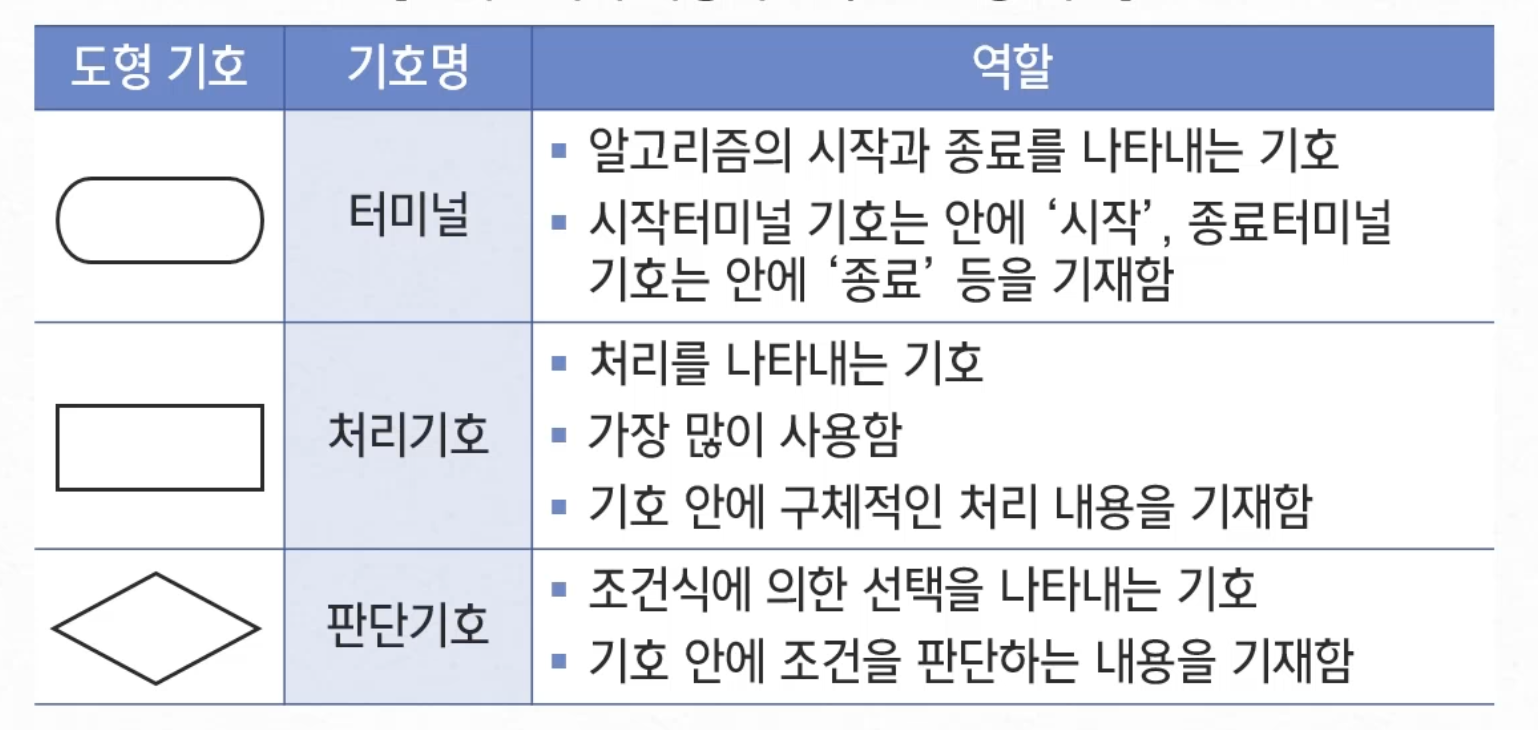 도형 기호 기호명 역할
▪ 알고리즘의 시작과 종료를 나타내는 기호
터미널
▪ 시작터미널 기호는 안에 ‘시작’, 종료터미널
기호는 안에 ‘종료’ 등을 기재함
▪ 처리를 나타내는 기호
처리기호
▪ 가장 많이 사용함
▪ 기호 안에 구체적인 처리 내용을 기재함
▪ 조건식에 의한 선택을 나타내는 기호
판단기호
▪ 기호 안에 조건을 판단하는 내용을 기재함